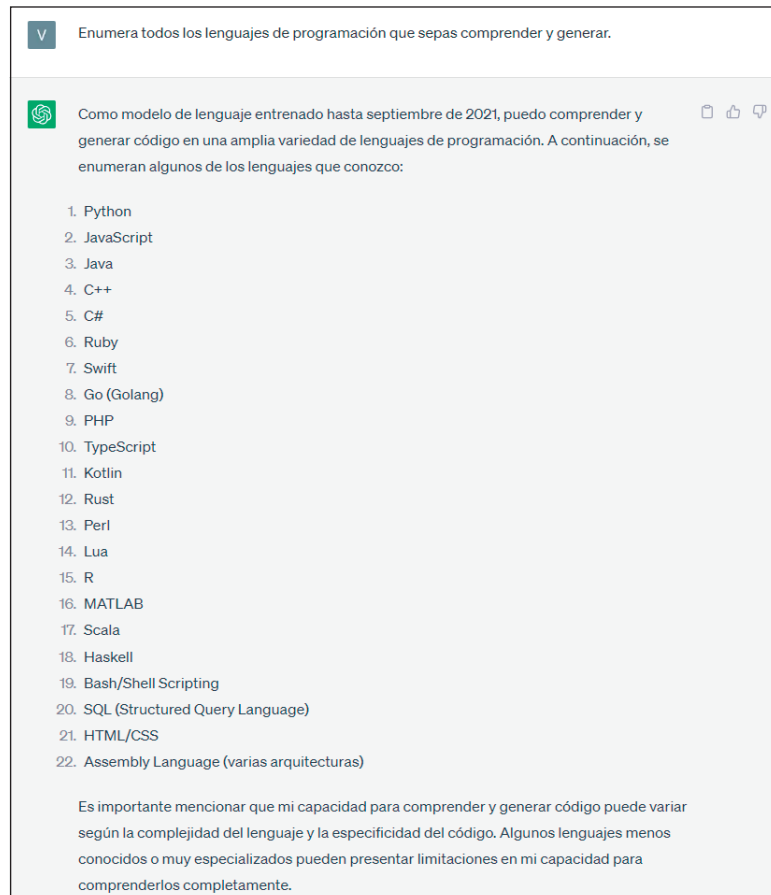 V
Enumera todos los lenguajes de programación que sepas comprender y generar.
Como modelo de lenguaje entrenado hasta septiembre de 2021, puedo comprender y
generar código en una amplia variedad de lenguajes de programación. A continuación, se
enumeran algunos de los lenguajes que conozco:
1. Python
2. JavaScript
3. Java
4. C++
5. C#
6. Ruby
7. Swift
8. Go (Golang)
9. PHP
10. TypeScript
11. Kotlin
12. Rust
13. Perl
14. Lua
15. R
16. MATLAB
17. Scala
18. Haskell
19. Bash/Shell Scripting
20. SQL (Structured Query Language)
21. HTML/CSS
22. Assembly Language (varias arquitecturas)
Es importante mencionar que mi capacidad para comprender y generar código puede variar
según la complejidad del lenguaje y la especificidad del código. Algunos lenguajes menos
conocidos o muy especializados pueden presentar limitaciones en mi capacidad para
comprenderlos completamente.